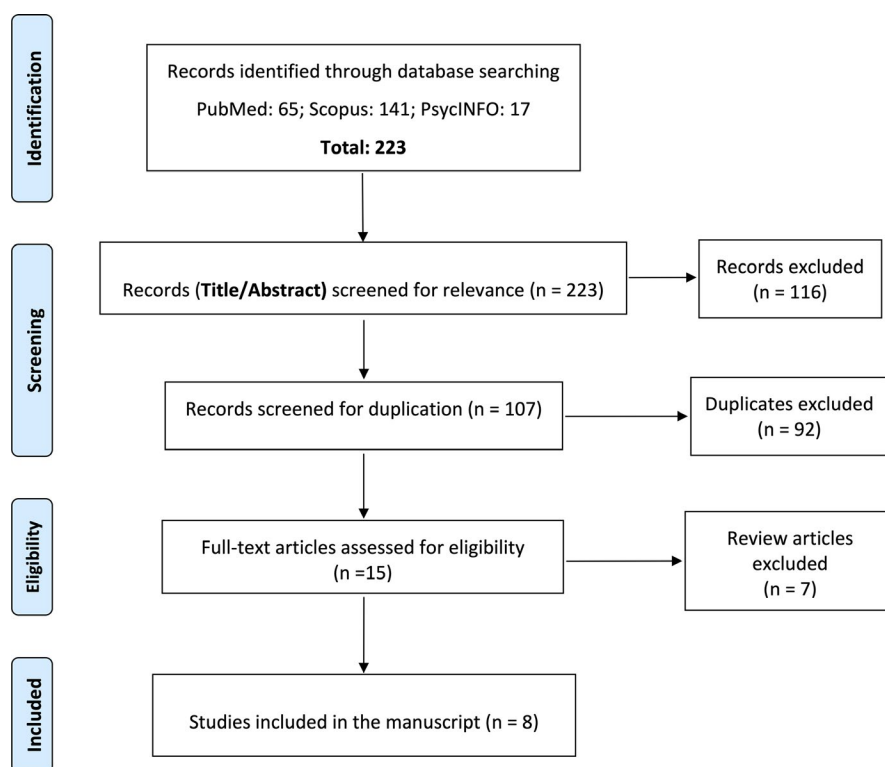 Identification
Records identified through database searching
PubMed: 65; Scopus: 141; PsycINFO: 17
Total: 223
Screening
Records (Title/Abstract) screened for relevance (n = 223)
Records excluded
(n = 116)
Records screened for duplication (n = 107)
Duplicates excluded
(n = 92)
Eligibility
Full-text articles assessed for eligibility
(n =15)
Review articles
excluded
(n = 7)
Included
Studies included in the manuscript (n = 8)